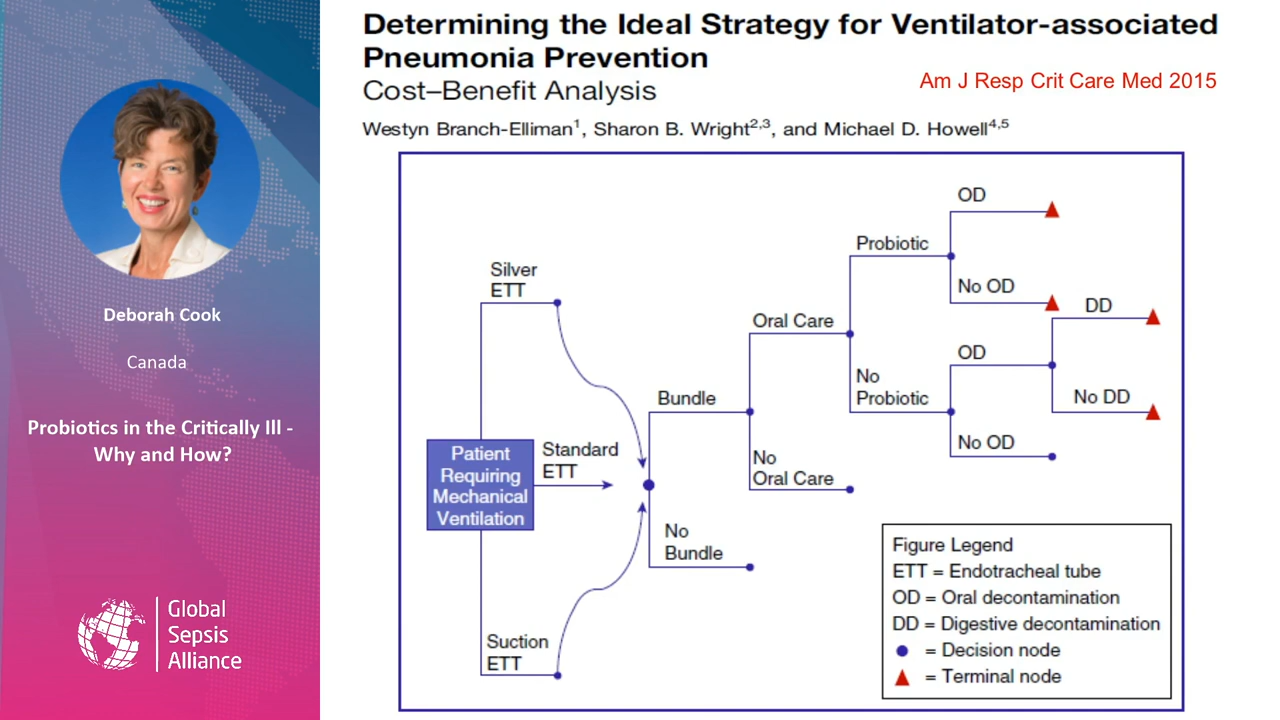 Determining the Ideal Strategy for Ventilator-associated
Pneumonia Prevention
Cost–Benefit Analysis
Am J Resp Crit Care Med 2015
Westyn Branch-Elliman1, Sharon B. Wright2,3, and Michael D. Howell4,5
Deborah Cook
Canada
Probiotics in the Critically Ill -
Why and How?
Global
Sepsis
Alliance
Silver
ETT
Patient
Requiring
Mechanical
Ventilation
Standard
ETT
Suction
ETT
Bundle
No
Bundle
Oral Care
No
Oral Care
Probiotic
No
Probiotic
OD
No OD
OD
No OD
DD
No DD
Figure Legend
ETT = Endotracheal tube
OD = Oral decontamination
DD = Digestive decontamination
= Decision node
= Terminal node